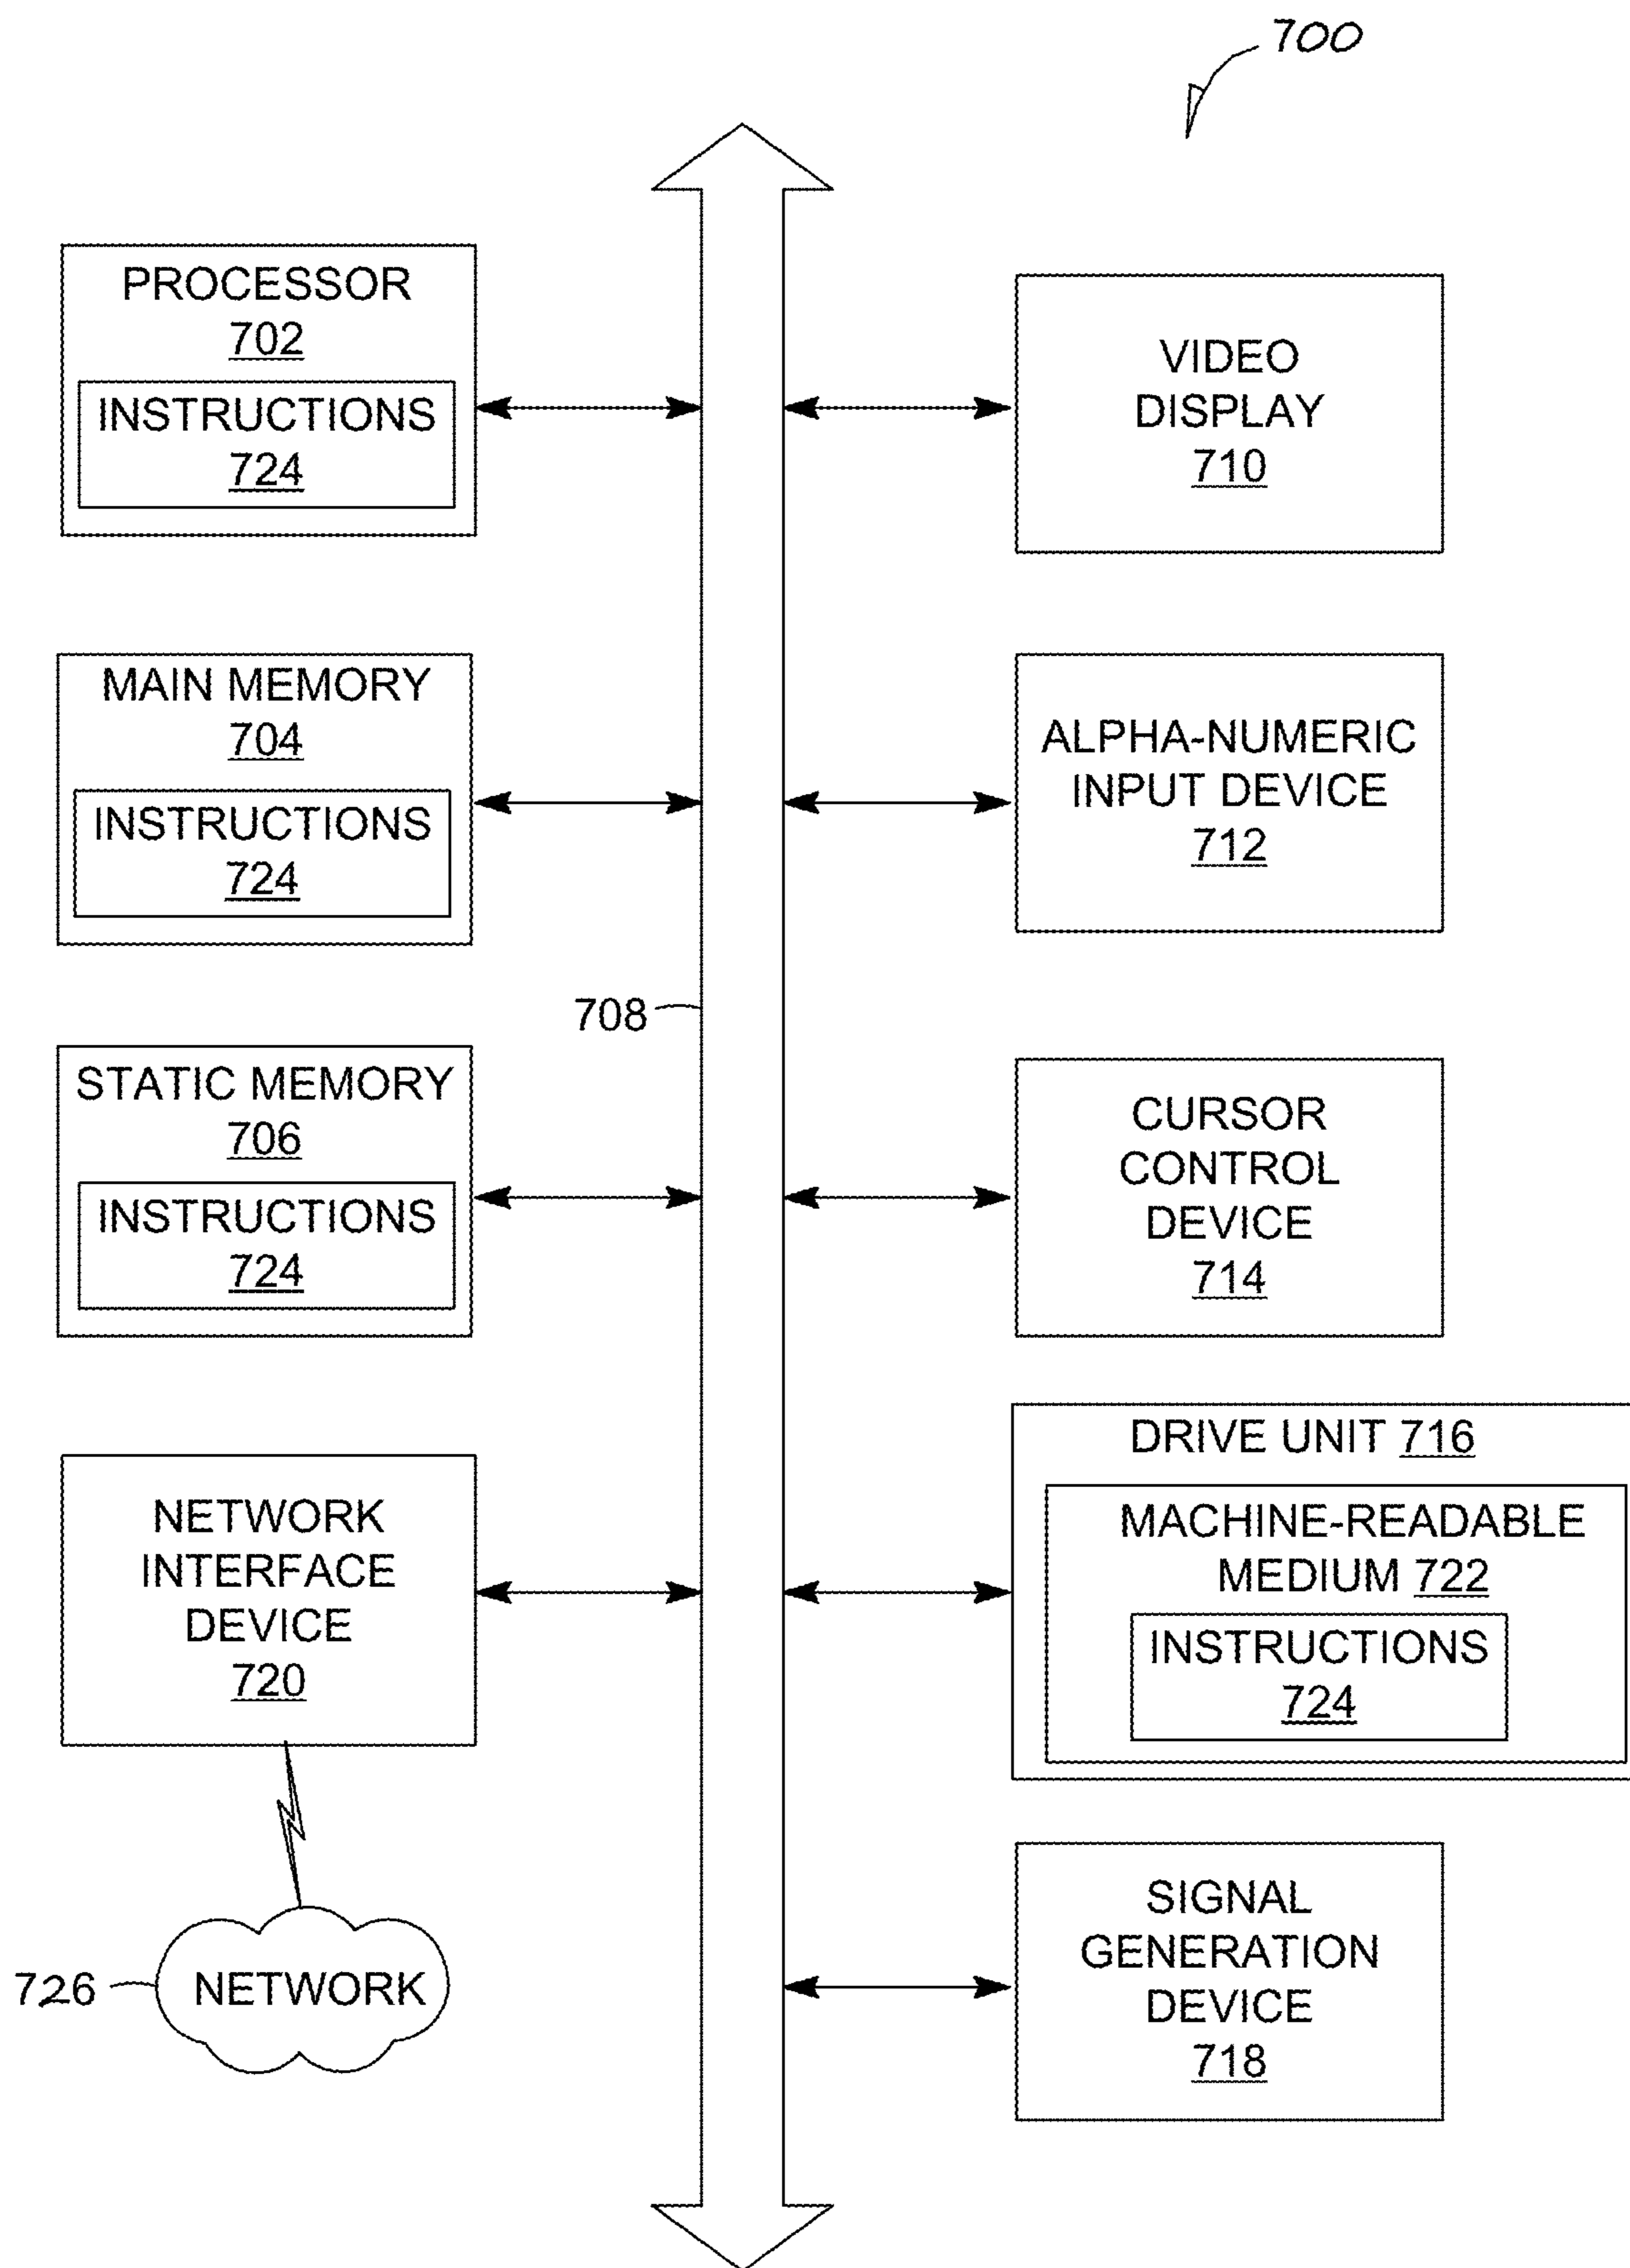 700
PROCESSOR
702
INSTRUCTIONS
724
VIDEO
DISPLAY
710
MAIN MEMORY
704
INSTRUCTIONS
724
ALPHA-NUMERIC
INPUT DEVICE
712
708
STATIC MEMORY
706
INSTRUCTIONS
724
CURSOR
CONTROL
DEVICE
714
NETWORK
INTERFACE
DEVICE
720
DRIVE UNIT 716
MACHINE-READABLE
MEDIUM 722
INSTRUCTIONS
724
726
NETWORK
SIGNAL
GENERATION
DEVICE
718